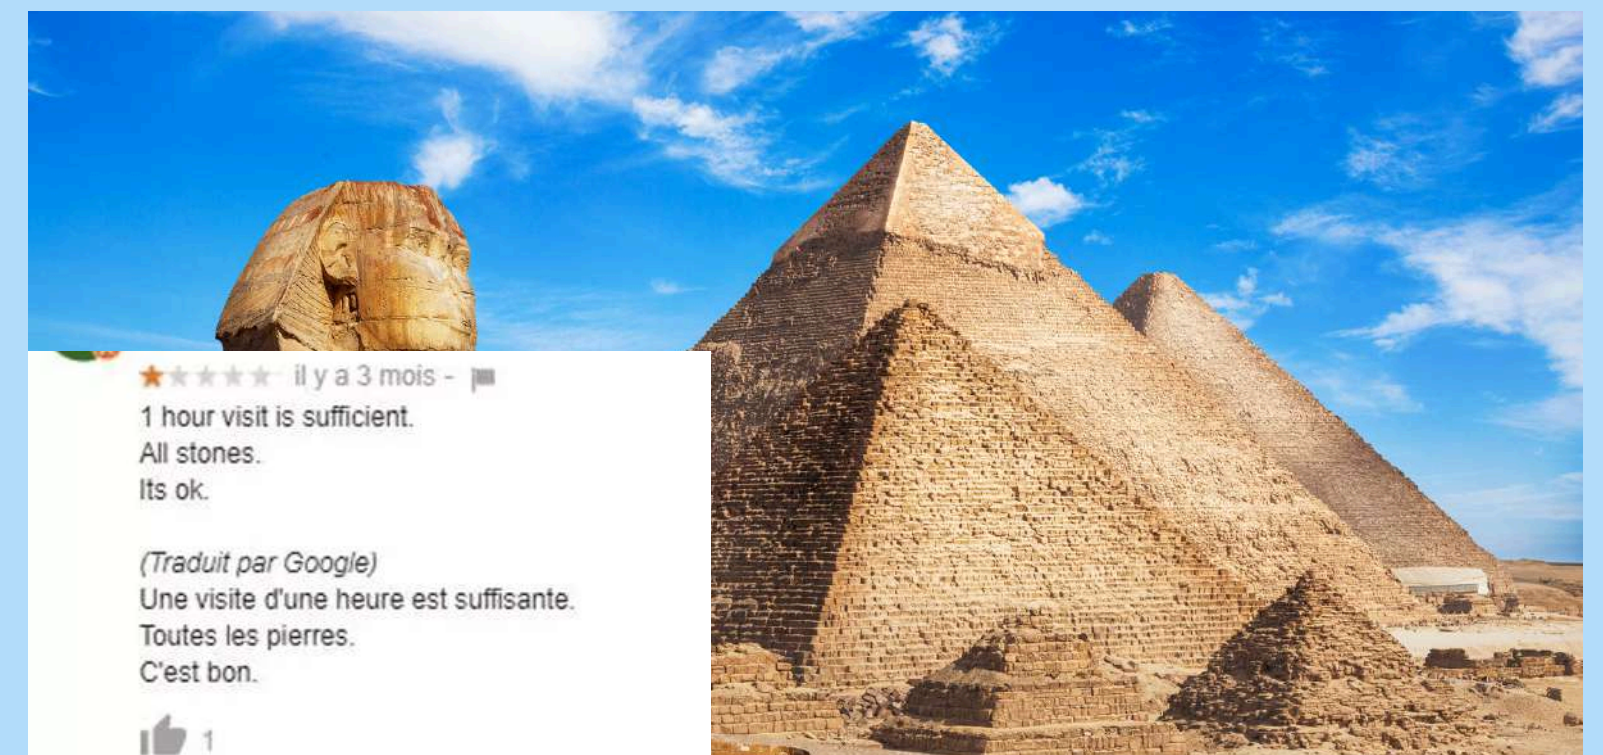 il y a 3 mois -
1 hour visit is sufficient.
All stones.
Its ok.
(Traduit par Google)
Une visite d'une heure est suffisante.
Toutes les pierres.
C'est bon.
1